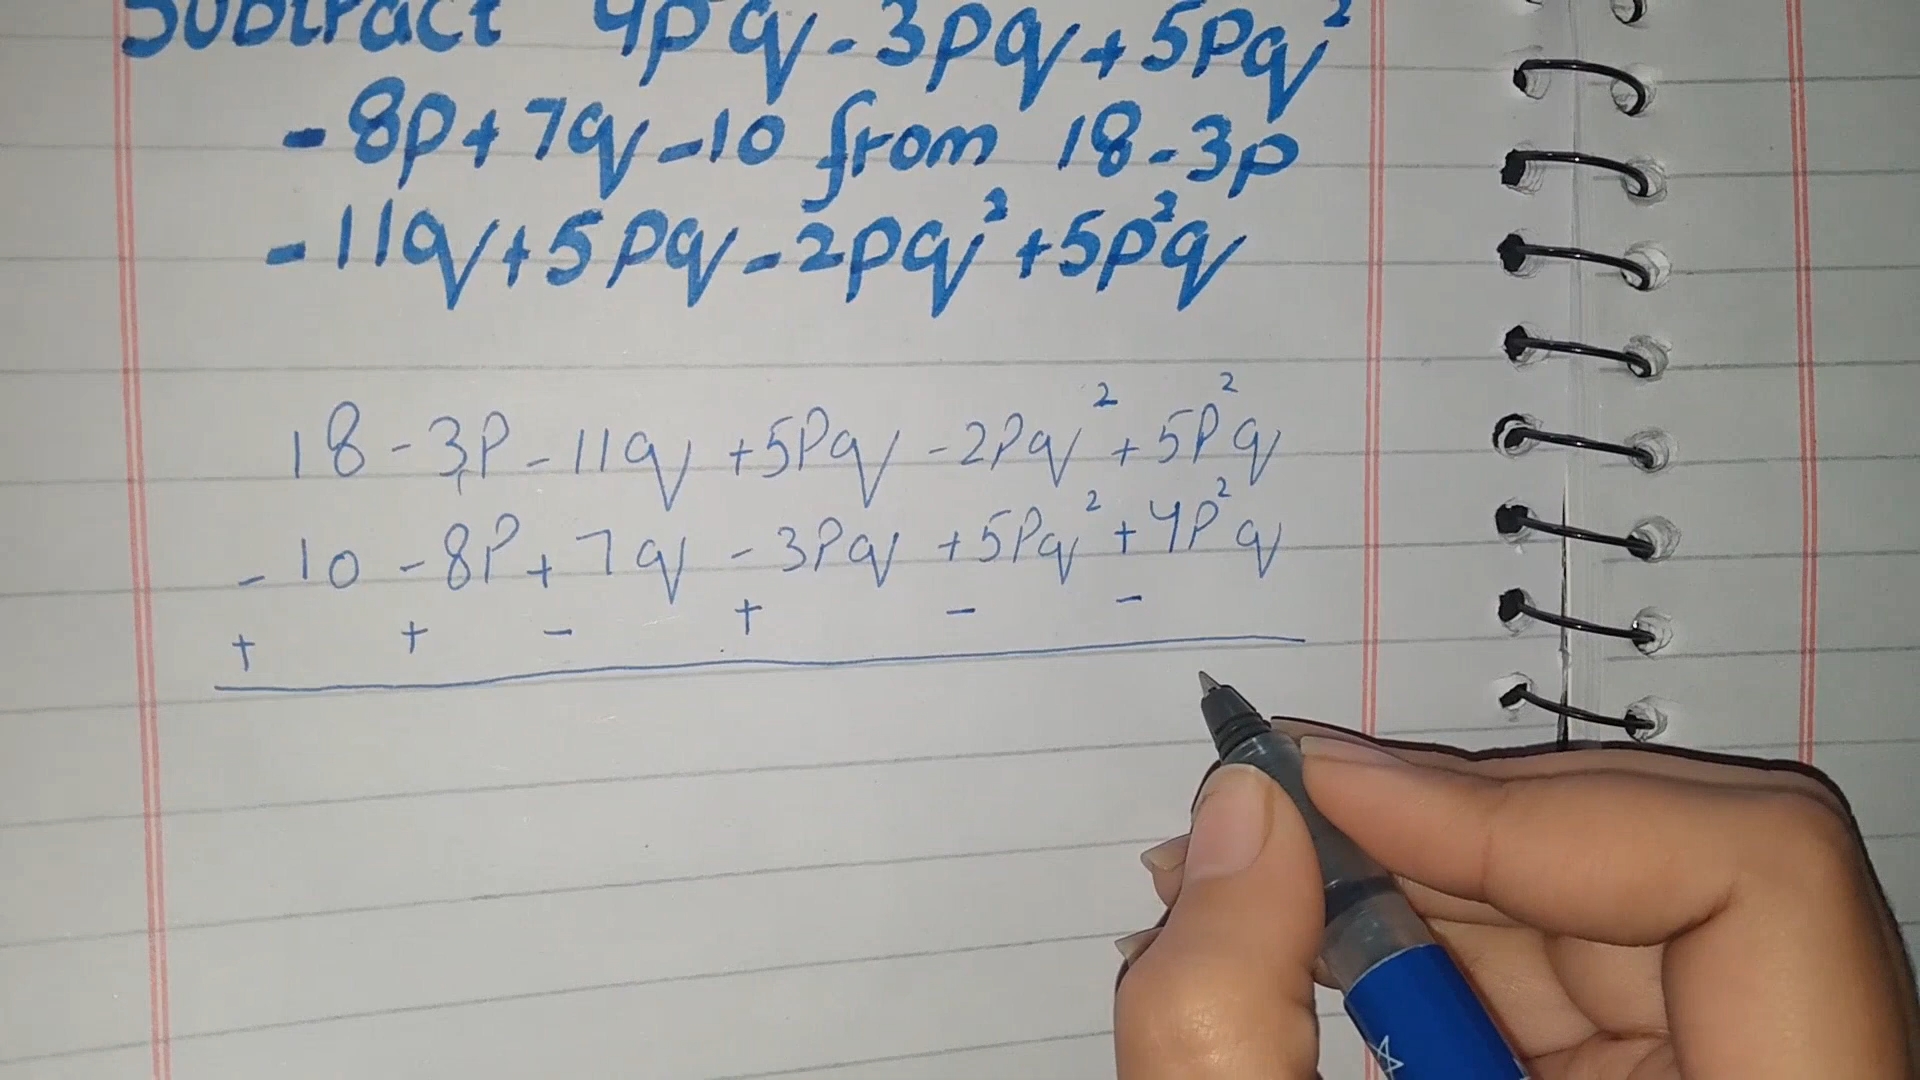 Subtract 4p²q - 3pq + 5pq²
- 8p + 7q - 10 from 18 - 3p
- 11q + 5pq - 2pq² + 5p²q
18 - 3p - 11q + 5pq - 2pq² + 5p²q
- 10 - 8p + 7q - 3pq + 5pq² + 4p²q
+ + - + - -